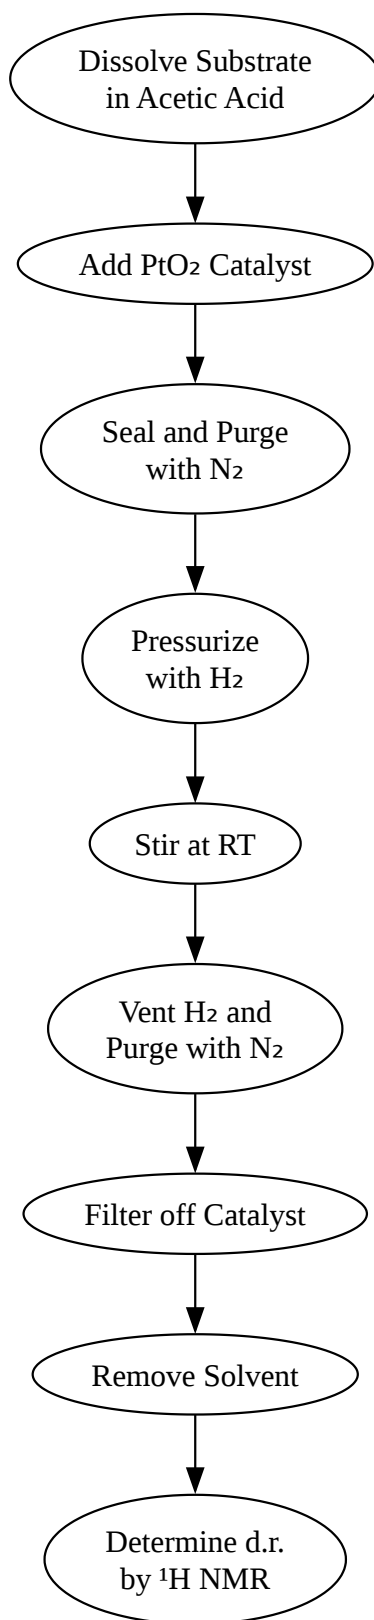 Dissolve Substrate
in Acetic Acid
Add PtO₂ Catalyst
Seal and Purge
with N₂
Pressurize
with H₂
Stir at RT
Vent H₂ and
Purge with N₂
Filter off Catalyst
Remove Solvent
Determine d.r.
by ¹H NMR